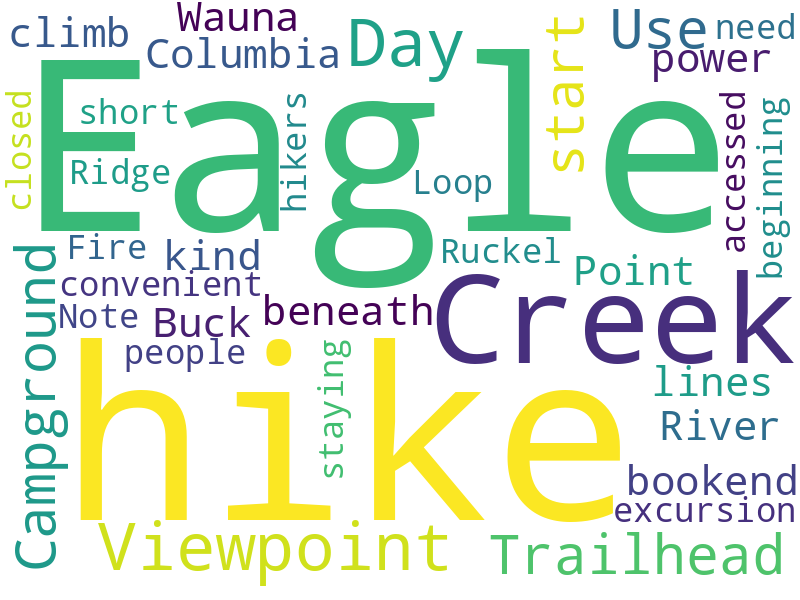 Wauna
climb
Columbia
Day
start
Use
need
power
Eagle
closed
short
Ridge
hikers
Loop
accessed
beginning
Fire
kind
Ruckel
Point
convenient
Note
Buck
beneath
Creek
people
Campground
hike
staying
lines
River
bookend
excursion
Viewpoint
Trailhead